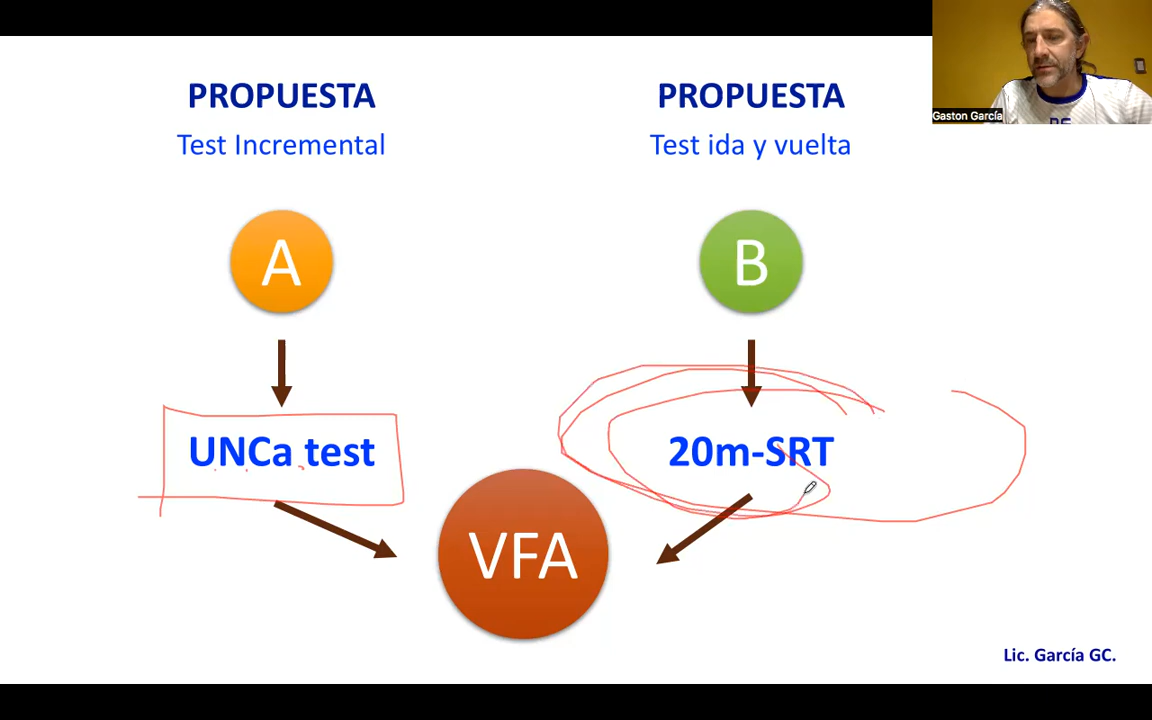 PROPUESTA
Test Incremental
A
UNCa test
PROPUESTA
Test ida y vuelta
B
20m-SRT
VFA
Lic. García GC.
Gaston García